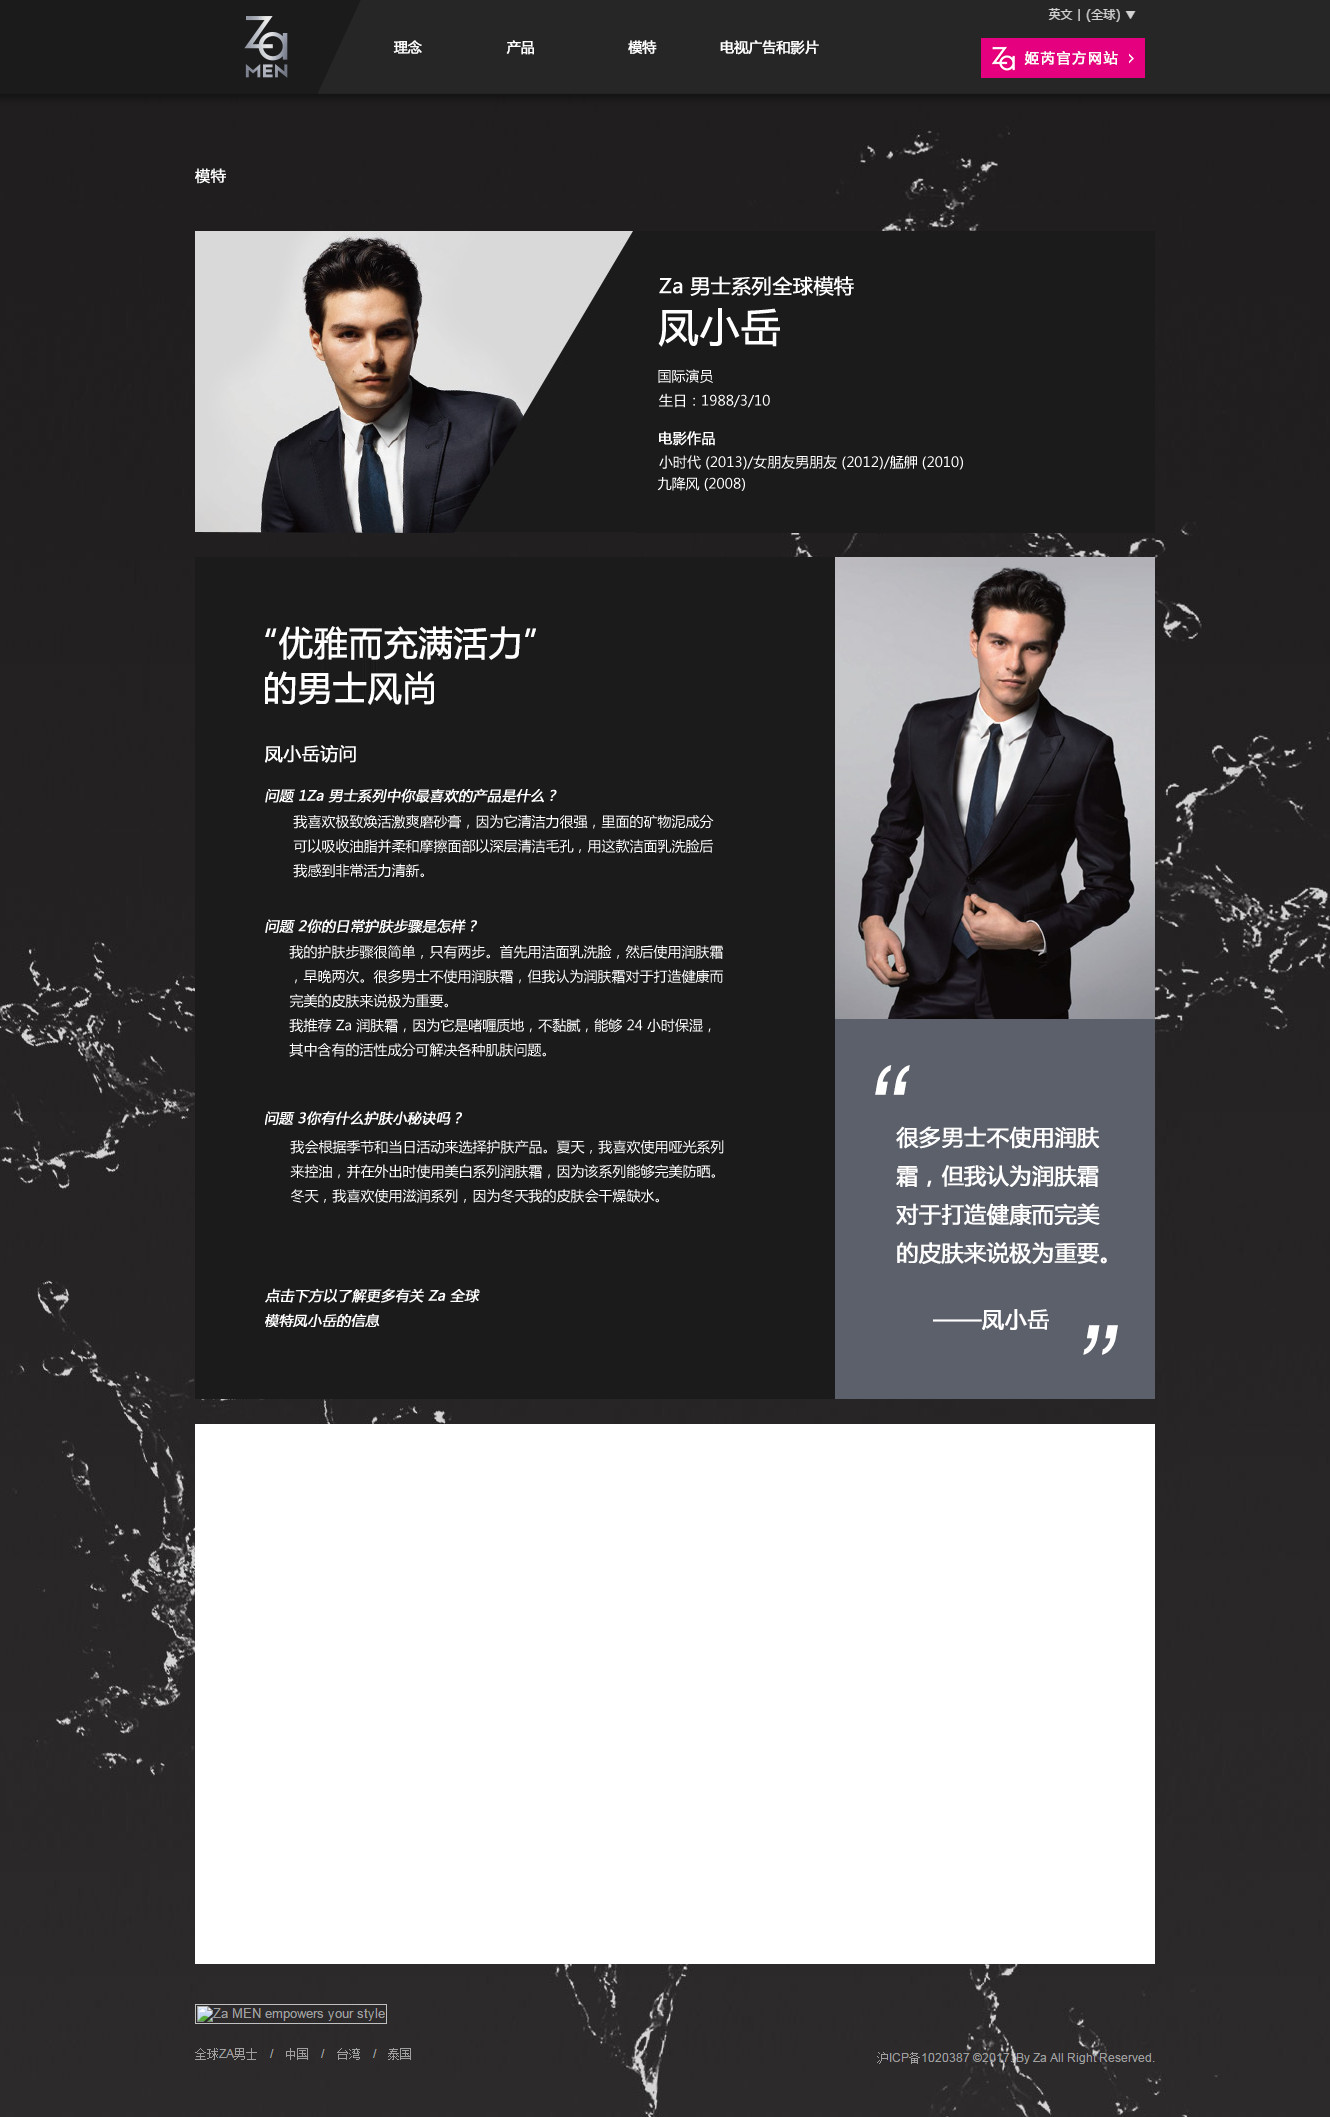 Za
MEN
理念
产品
模特
电视广告和影片
英文 | (全球) ▼
Za 姬芮官方网站 ›
模特
Za 男士系列全球模特
凤小岳
国际演员
生日：1988/3/10
电影作品
小时代 (2013)/女朋友男朋友 (2012)/艋舺 (2010)
九降风 (2008)
“优雅而充满活力”
的男士风尚
凤小岳访问
问题 1Za 男士系列中你最喜欢的产品是什么？
我喜欢极致焕活激爽磨砂膏，因为它清洁力很强，里面的矿物泥成分
可以吸收油脂并柔和摩擦面部以深层清洁毛孔，用这款洁面乳洗脸后
我感到非常活力清新。
问题 2你的日常护肤步骤是怎样？
我的护肤步骤很简单，只有两步。首先用洁面乳洗脸，然后使用润肤霜
，早晚两次。很多男士不使用润肤霜，但我认为润肤霜对于打造健康而
完美的皮肤来说极为重要。
我推荐 Za 润肤霜，因为它是啫喱质地，不黏腻，能够 24 小时保湿，
其中含有的活性成分可解决各种肌肤问题。
问题 3你有什么护肤小秘诀吗？
我会根据季节和当日活动来选择护肤产品。夏天，我喜欢使用哑光系列
来控油，并在外出时使用美白系列润肤霜，因为该系列能够完美防晒。
冬天，我喜欢使用滋润系列，因为冬天我的皮肤会干燥缺水。
点击下方以了解更多有关 Za 全球
模特凤小岳的信息
“
很多男士不使用润肤
霜，但我认为润肤霜
对于打造健康而完美
的皮肤来说极为重要。
——凤小岳
”
Za MEN empowers your style
全球ZA男士 / 中国 / 台湾 / 泰国
沪ICP备1020387 ©2017. By Za All Right Reserved.